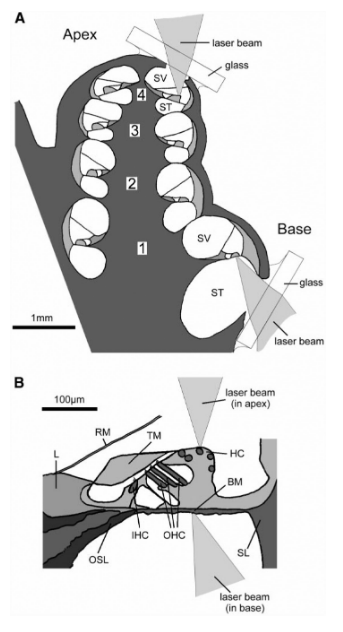 A
Apex
laser beam
glass
SV
4
ST
3
2
Base
1
SV
glass
ST
1mm
laser beam
B
100µm
laser beam
(in apex)
RM
TM
HC
L
BM
IHC
OHC
OSL
SL
laser beam
(in base)